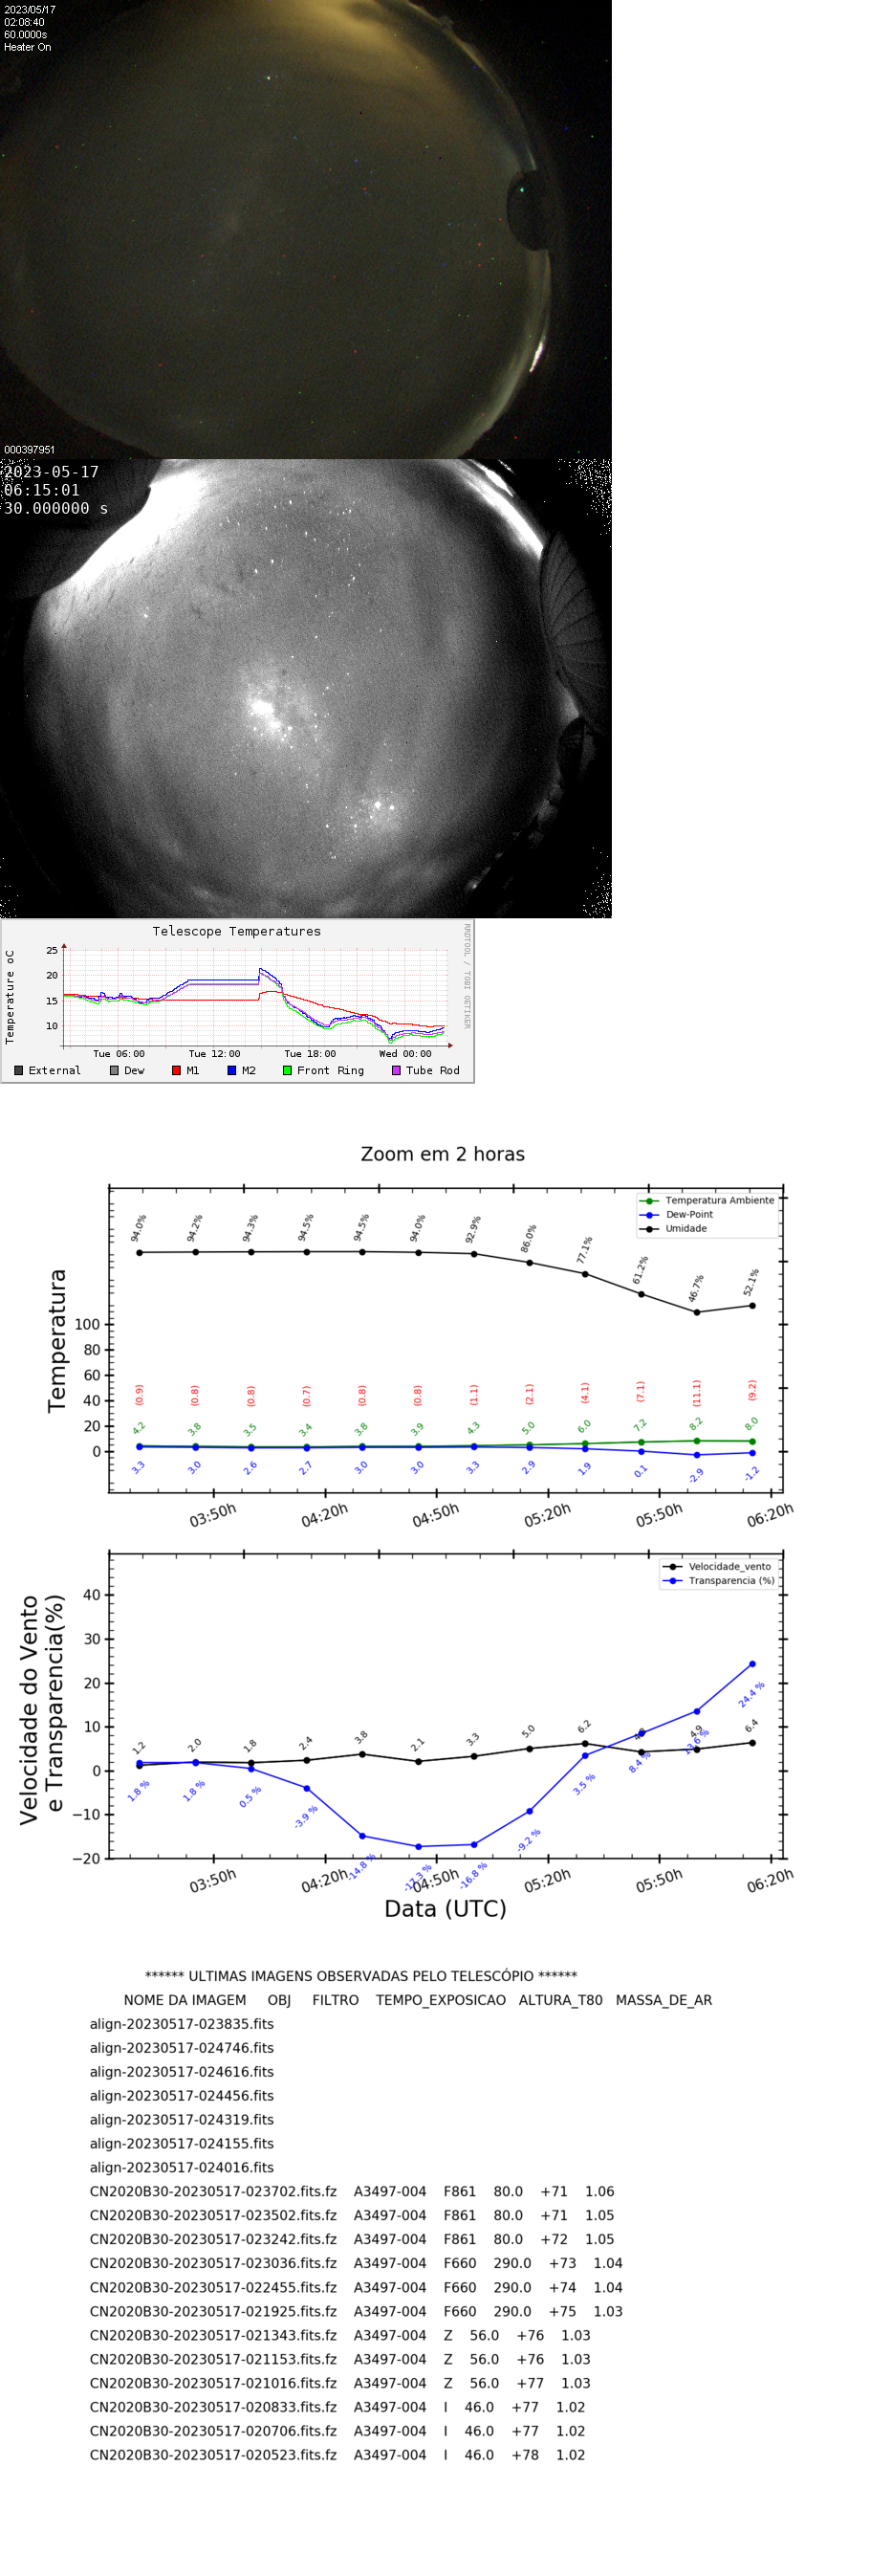 2023/05/17
02:08:40
60.0000s
Heater On
000397951
2023-05-17
06:15:01
30.000000 s
Telescope Temperatures
RRDTOOL / TOBI OETIKER
Temperature oC
25
20
15
10
Tue 06:00 Tue 12:00 Tue 18:00 Wed 00:00
External Dew M1 M2 Front Ring Tube Rod
Zoom em 2 horas
Temperatura Ambiente
Dew-Point
Umidade
94.0% 94.2% 94.3% 94.5% 94.5% 94.0% 92.9% 86.0% 77.1% 61.2% 46.7% 52.1%
Temperatura
100
80
60
40
20
0
(0.9) (0.8) (0.8) (0.7) (0.8) (0.8) (1.1) (2.1) (4.1) (7.1) (11.1) (9.2)
4.2 3.8 3.5 3.4 3.8 3.9 4.3 5.0 6.0 7.2 8.2 8.0
3.3 3.0 2.6 2.7 3.0 3.0 3.3 2.9 1.9 0.1 -2.9 -1.2
03:50h 04:20h 04:50h 05:20h 05:50h 06:20h
Velocidade_vento
Transparencia (%)
Velocidade do Vento
e Transparencia(%)
40
30
20
10
0
−10
−20
1.2 2.0 1.8 2.4 3.8 2.1 3.3 5.0 6.2 4.9 6.4
1.8 % 1.8 % 0.5 % -3.9 % -14.8 % -17.3 % -16.8 % -9.2 % 3.5 % 8.4 % 13.6 % 24.4 %
03:50h 04:20h 04:50h 05:20h 05:50h 06:20h
Data (UTC)
****** ULTIMAS IMAGENS OBSERVADAS PELO TELESCÓPIO ******
NOME DA IMAGEM OBJ FILTRO TEMPO_EXPOSICAO ALTURA_T80 MASSA_DE_AR
align-20230517-023835.fits
align-20230517-024746.fits
align-20230517-024616.fits
align-20230517-024456.fits
align-20230517-024319.fits
align-20230517-024155.fits
align-20230517-024016.fits
CN2020B30-20230517-023702.fits.fz A3497-004 F861 80.0 +71 1.06
CN2020B30-20230517-023502.fits.fz A3497-004 F861 80.0 +71 1.05
CN2020B30-20230517-023242.fits.fz A3497-004 F861 80.0 +72 1.05
CN2020B30-20230517-023036.fits.fz A3497-004 F660 290.0 +73 1.04
CN2020B30-20230517-022455.fits.fz A3497-004 F660 290.0 +74 1.04
CN2020B30-20230517-021925.fits.fz A3497-004 F660 290.0 +75 1.03
CN2020B30-20230517-021343.fits.fz A3497-004 Z 56.0 +76 1.03
CN2020B30-20230517-021153.fits.fz A3497-004 Z 56.0 +76 1.03
CN2020B30-20230517-021016.fits.fz A3497-004 Z 56.0 +77 1.03
CN2020B30-20230517-020833.fits.fz A3497-004 I 46.0 +77 1.02
CN2020B30-20230517-020706.fits.fz A3497-004 I 46.0 +77 1.02
CN2020B30-20230517-020523.fits.fz A3497-004 I 46.0 +78 1.02